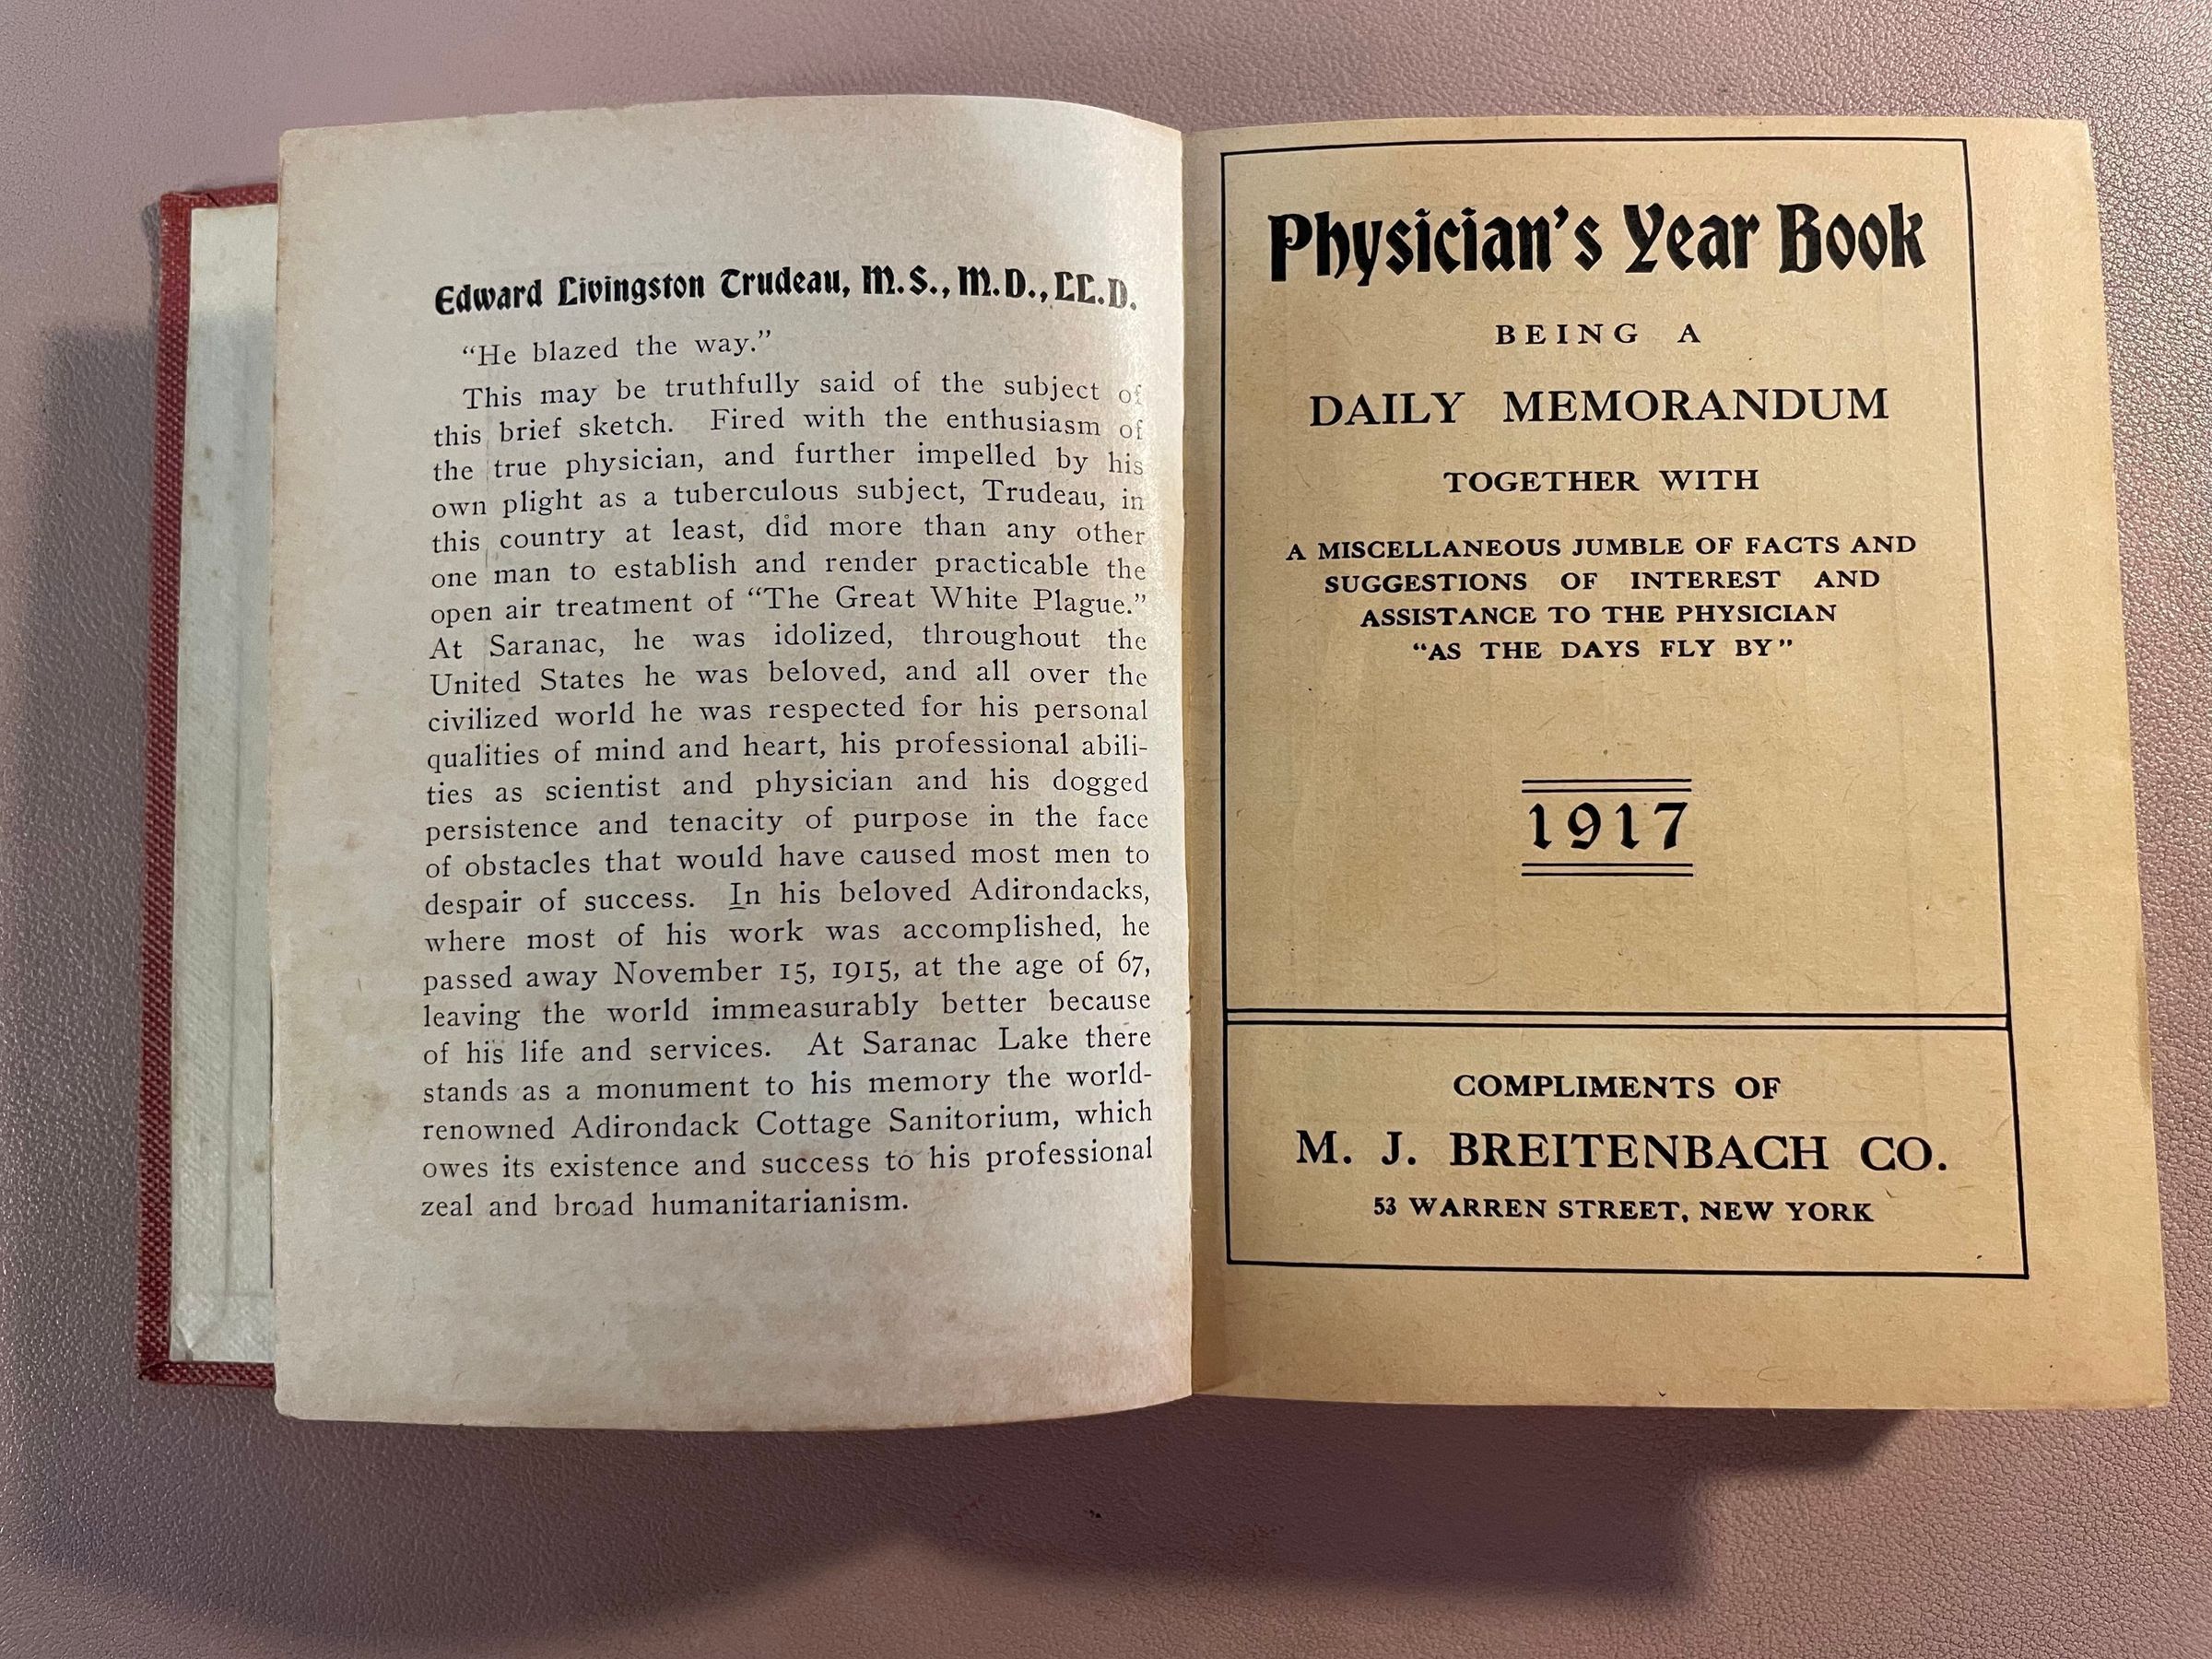 Edward Livingston Trudeau, M.S., M.D., LL.D.
“He blazed the way.”
This may be truthfully said of the subject of
this brief sketch. Fired with the enthusiasm of
the true physician, and further impelled by his
own plight as a tuberculous subject, Trudeau, in
this country at least, did more than any other
one man to establish and render practicable the
open air treatment of “The Great White Plague.”
At Saranac, he was idolized, throughout the
United States he was beloved, and all over the
civilized world he was respected for his personal
qualities of mind and heart, his professional abili-
ties as scientist and physician and his dogged
persistence and tenacity of purpose in the face
of obstacles that would have caused most men to
despair of success. In his beloved Adirondacks,
where most of his work was accomplished, he
passed away November 15, 1915, at the age of 67,
leaving the world immeasurably better because
of his life and services. At Saranac Lake there
stands as a monument to his memory the world-
renowned Adirondack Cottage Sanitorium, which
owes its existence and success to his professional
zeal and broad humanitarianism.
Physician's Year Book
BEING A
DAILY MEMORANDUM
TOGETHER WITH
A MISCELLANEOUS JUMBLE OF FACTS AND
SUGGESTIONS OF INTEREST AND
ASSISTANCE TO THE PHYSICIAN
“AS THE DAYS FLY BY”
1917
COMPLIMENTS OF
M. J. BREITENBACH CO.
53 WARREN STREET, NEW YORK